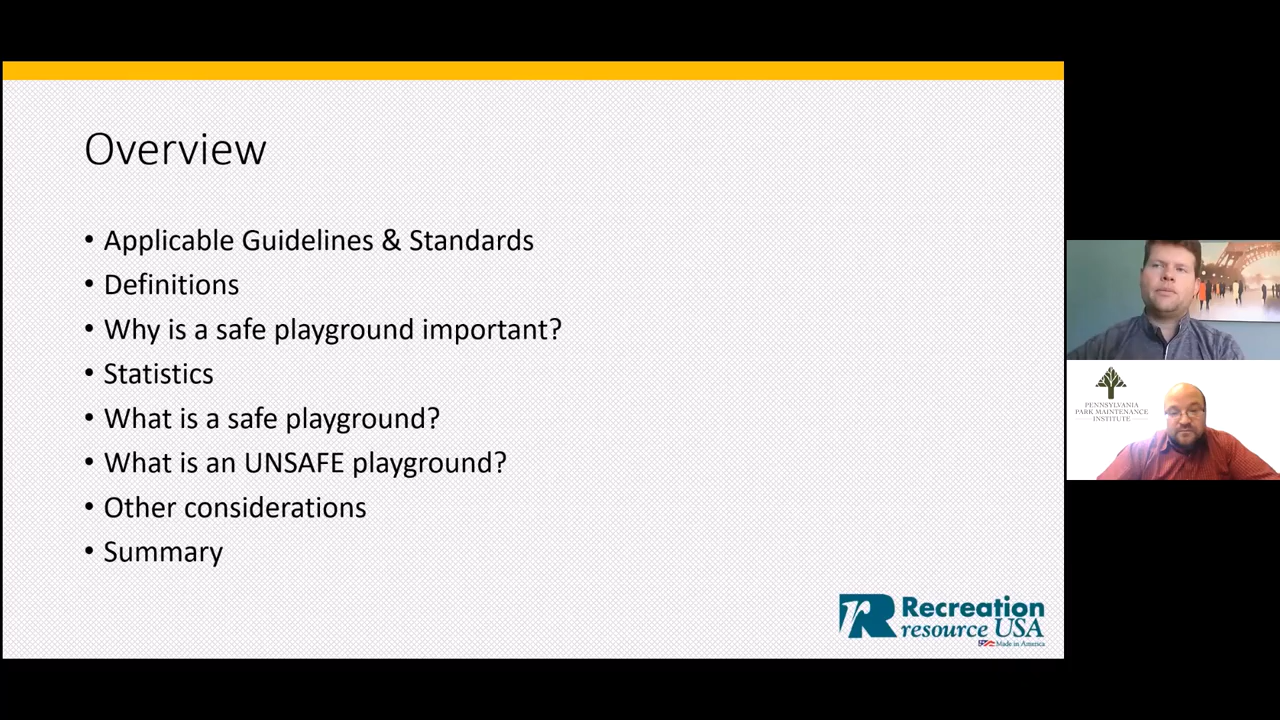 Overview
• Applicable Guidelines & Standards
• Definitions
• Why is a safe playground important?
• Statistics
• What is a safe playground?
• What is an UNSAFE playground?
• Other considerations
• Summary
Recreation
resource USA
Made in America
PENNSYLVANIA
PARK MAINTENANCE
INSTITUTE